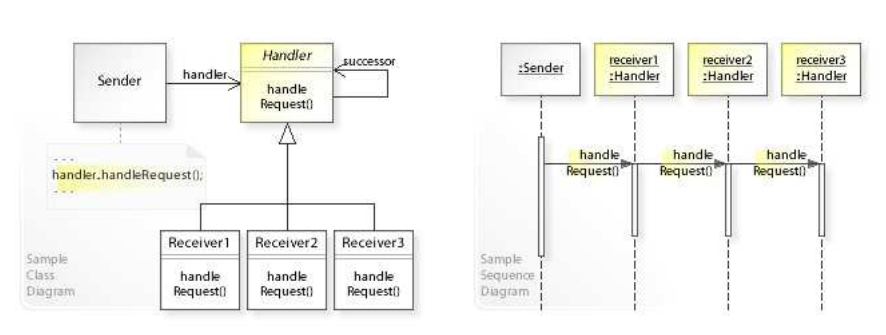 Sender
handler
Handler
handle
Request()
successor
. . .
handler.handleRequest();
. . .
Receiver1
handle
Request()
Receiver2
handle
Request()
Receiver3
handle
Request()
Sample
Class
Diagram
:Sender
receiver1
:Handler
receiver2
:Handler
receiver3
:Handler
handle
Request()
handle
Request()
handle
Request()
Sample
Sequence
Diagram